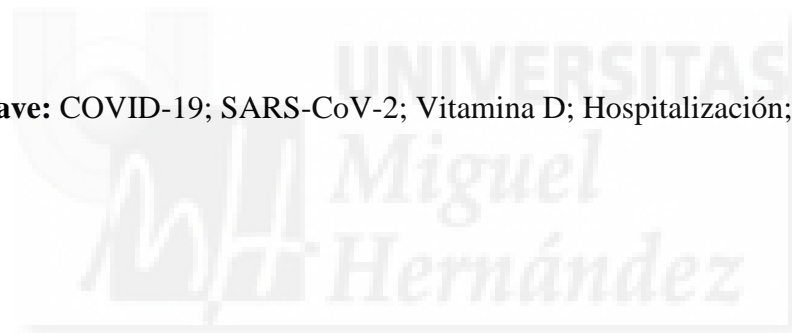 UNIVERSITAS
ave: COVID-19; SARS-CoV-2; Vitamina D; Hospitalización;
Miguel
Hernández